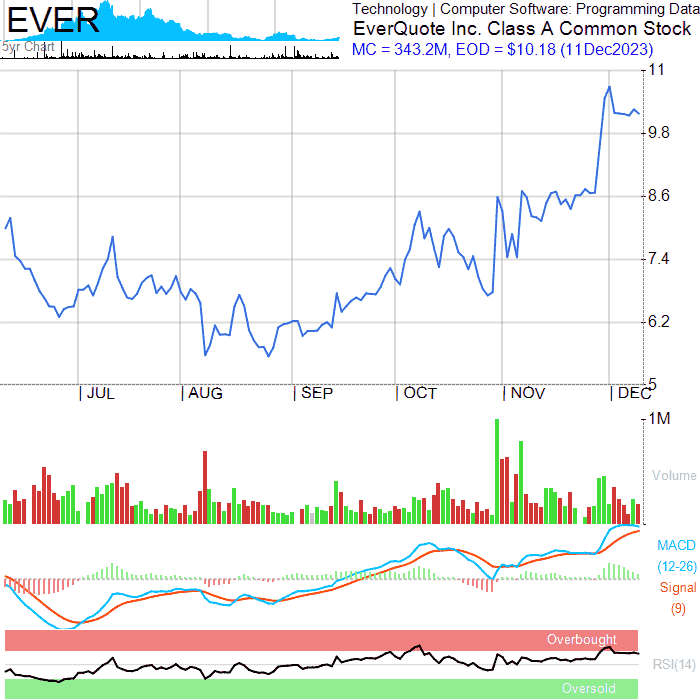 EVER
5yr Chart
Technology | Computer Software: Programming Data
EverQuote Inc. Class A Common Stock
MC = 343.2M, EOD = $10.18 (11Dec2023)
11
9.8
8.6
7.4
6.2
5
| JUL | AUG | SEP | OCT | NOV | DEC
1M
Volume
MACD
(12-26)
Signal
(9)
Overbought
RSI(14)
Oversold